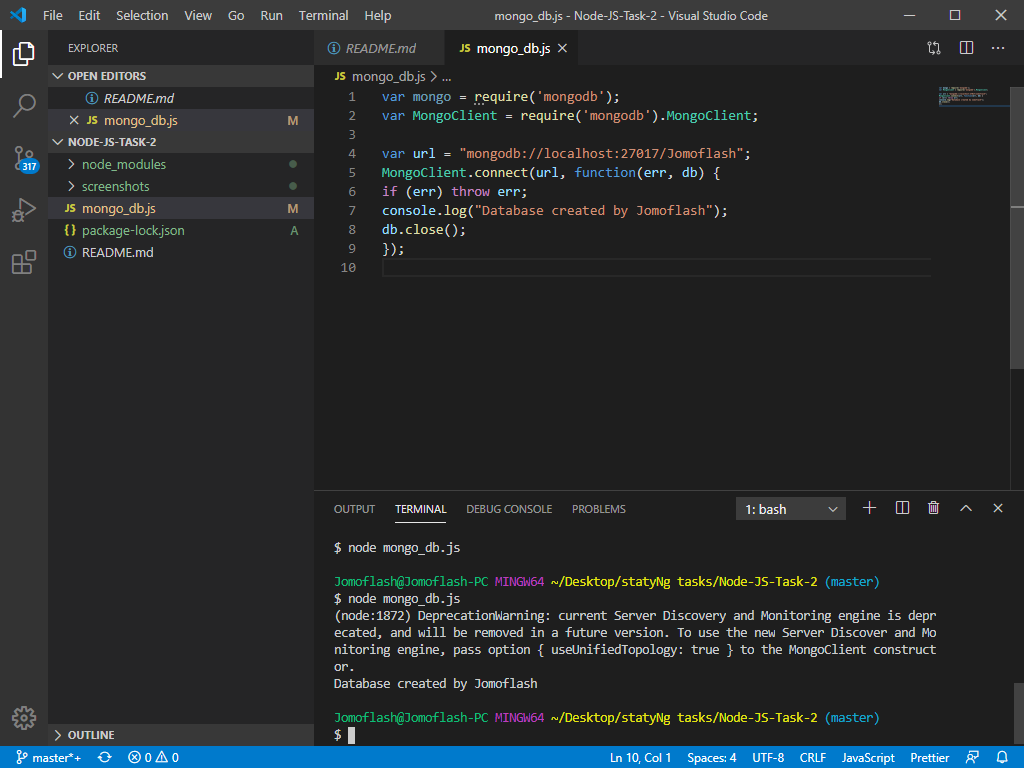 File Edit Selection View Go Run Terminal Help mongo_db.js - Node-JS-Task-2 - Visual Studio Code
EXPLORER
OPEN EDITORS
README.md
JS mongo_db.js M
NODE-JS-TASK-2
node_modules
screenshots
JS mongo_db.js M
{} package-lock.json A
README.md
OUTLINE
317
README.md JS mongo_db.js
JS mongo_db.js > ...
1 var mongo = require('mongodb');
2 var MongoClient = require('mongodb').MongoClient;
3
4 var url = "mongodb://localhost:27017/Jomoflash";
5 MongoClient.connect(url, function(err, db) {
6 if (err) throw err;
7 console.log("Database created by Jomoflash");
8 db.close();
9 });
10
OUTPUT TERMINAL DEBUG CONSOLE PROBLEMS 1: bash
$ node mongo_db.js
Jomoflash@Jomoflash-PC MINGW64 ~/Desktop/statyNg tasks/Node-JS-Task-2 (master)
$ node mongo_db.js
(node:1872) DeprecationWarning: current Server Discovery and Monitoring engine is depr
ecated, and will be removed in a future version. To use the new Server Discover and Mo
nitoring engine, pass option { useUnifiedTopology: true } to the MongoClient construct
or.
Database created by Jomoflash
Jomoflash@Jomoflash-PC MINGW64 ~/Desktop/statyNg tasks/Node-JS-Task-2 (master)
$
master*+ 0 0 Ln 10, Col 1 Spaces: 4 UTF-8 CRLF JavaScript Prettier